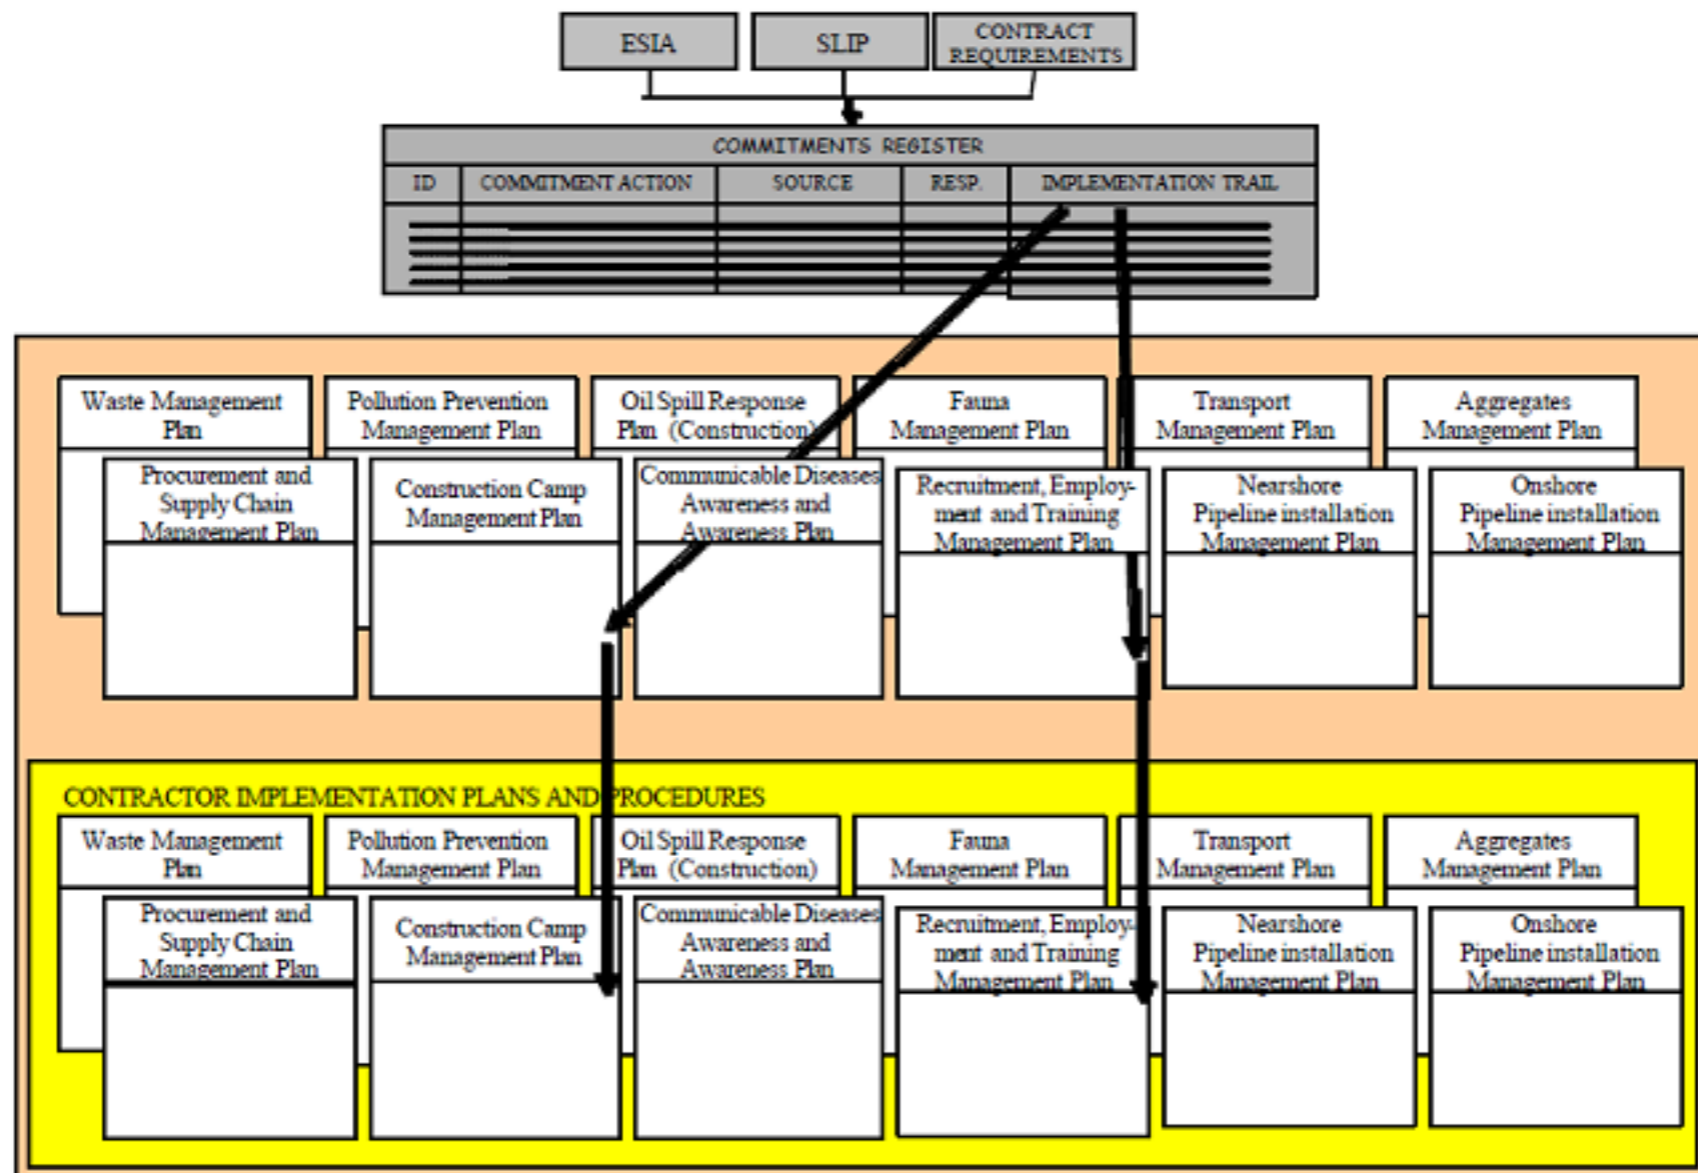 ESIA
SLIP
CONTRACT
REQUIREMENTS
COMMITMENTS REGISTER
ID
COMMITMENT ACTION
SOURCE
RESP.
IMPLEMENTATION TRAIL
Waste Management
Plan
Pollution Prevention
Management Plan
Oil Spill Response
Plan (Construction)
Fauna
Management Plan
Transport
Management Plan
Aggregates
Management Plan
Procurement and
Supply Chain
Management Plan
Construction Camp
Management Plan
Communicable Diseases
Awareness and
Awareness Plan
Recruitment, Employ-
ment and Training
Management Plan
Nearshore
Pipeline installation
Management Plan
Onshore
Pipeline installation
Management Plan
CONTRACTOR IMPLEMENTATION PLANS AND PROCEDURES
Waste Management
Plan
Pollution Prevention
Management Plan
Oil Spill Response
Plan (Construction)
Fauna
Management Plan
Transport
Management Plan
Aggregates
Management Plan
Procurement and
Supply Chain
Management Plan
Construction Camp
Management Plan
Communicable Diseases
Awareness and
Awareness Plan
Recruitment, Employ-
ment and Training
Management Plan
Nearshore
Pipeline installation
Management Plan
Onshore
Pipeline installation
Management Plan